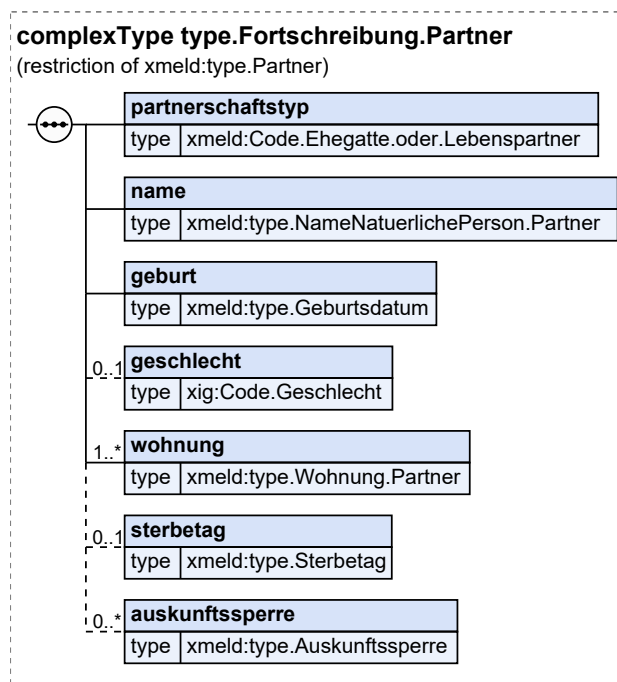 complexType type.Fortschreibung.Partner
(restriction of xmeld:type.Partner)
partnerschaftstyp
type xmeld:Code.Ehegatte.oder.Lebenspartner
name
type xmeld:type.NameNatuerlichePerson.Partner
geburt
type xmeld:type.Geburtsdatum
0..1 geschlecht
type xig:Code.Geschlecht
1..* wohnung
type xmeld:type.Wohnung.Partner
0..1 sterbetag
type xmeld:type.Sterbetag
0..* auskunftssperre
type xmeld:type.Auskunftssperre